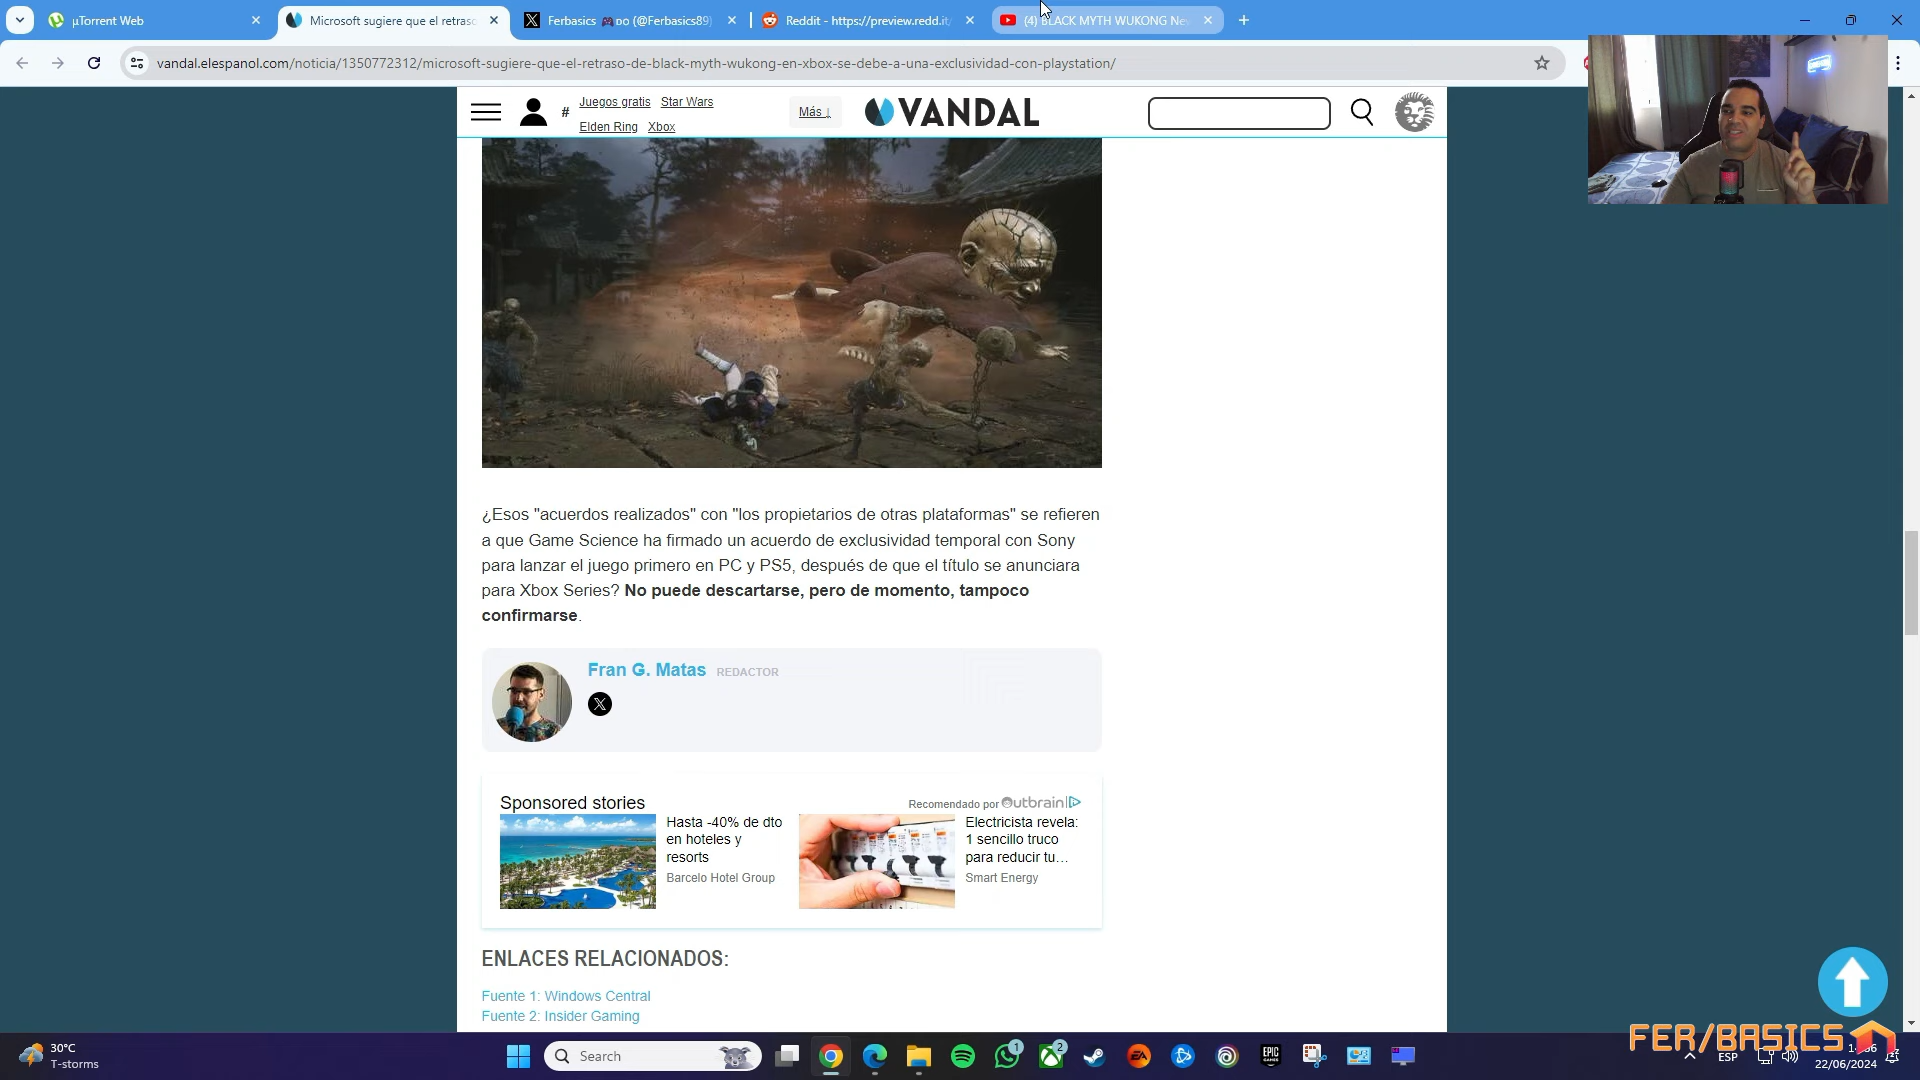 µTorrent Web
Microsoft sugiere que el retraso
Ferbasics 🎮ᴅᴏ (@Ferbasics89)
Reddit - https://preview.redd.it/
(4) BLACK MYTH WUKONG Ne
vandal.elespanol.com/noticia/1350772312/microsoft-sugiere-que-el-retraso-de-black-myth-wukong-en-xbox-se-debe-a-una-exclusividad-con-playstation/
# Juegos gratis Star Wars
Elden Ring Xbox
Más ↓
VANDAL
¿Esos "acuerdos realizados" con "los propietarios de otras plataformas" se refieren
a que Game Science ha firmado un acuerdo de exclusividad temporal con Sony
para lanzar el juego primero en PC y PS5, después de que el título se anunciara
para Xbox Series? No puede descartarse, pero de momento, tampoco
confirmarse.
Fran G. Matas REDACTOR
Sponsored stories
Recomendado por Outbrain
Hasta -40% de dto
en hoteles y
resorts
Barcelo Hotel Group
Electricista revela:
1 sencillo truco
para reducir tu...
Smart Energy
ENLACES RELACIONADOS:
Fuente 1: Windows Central
Fuente 2: Insider Gaming
FER/BASICS
30°C
T-storms
Search
1
2
EA
EPIC
GAMES
ESP
22/06/2024